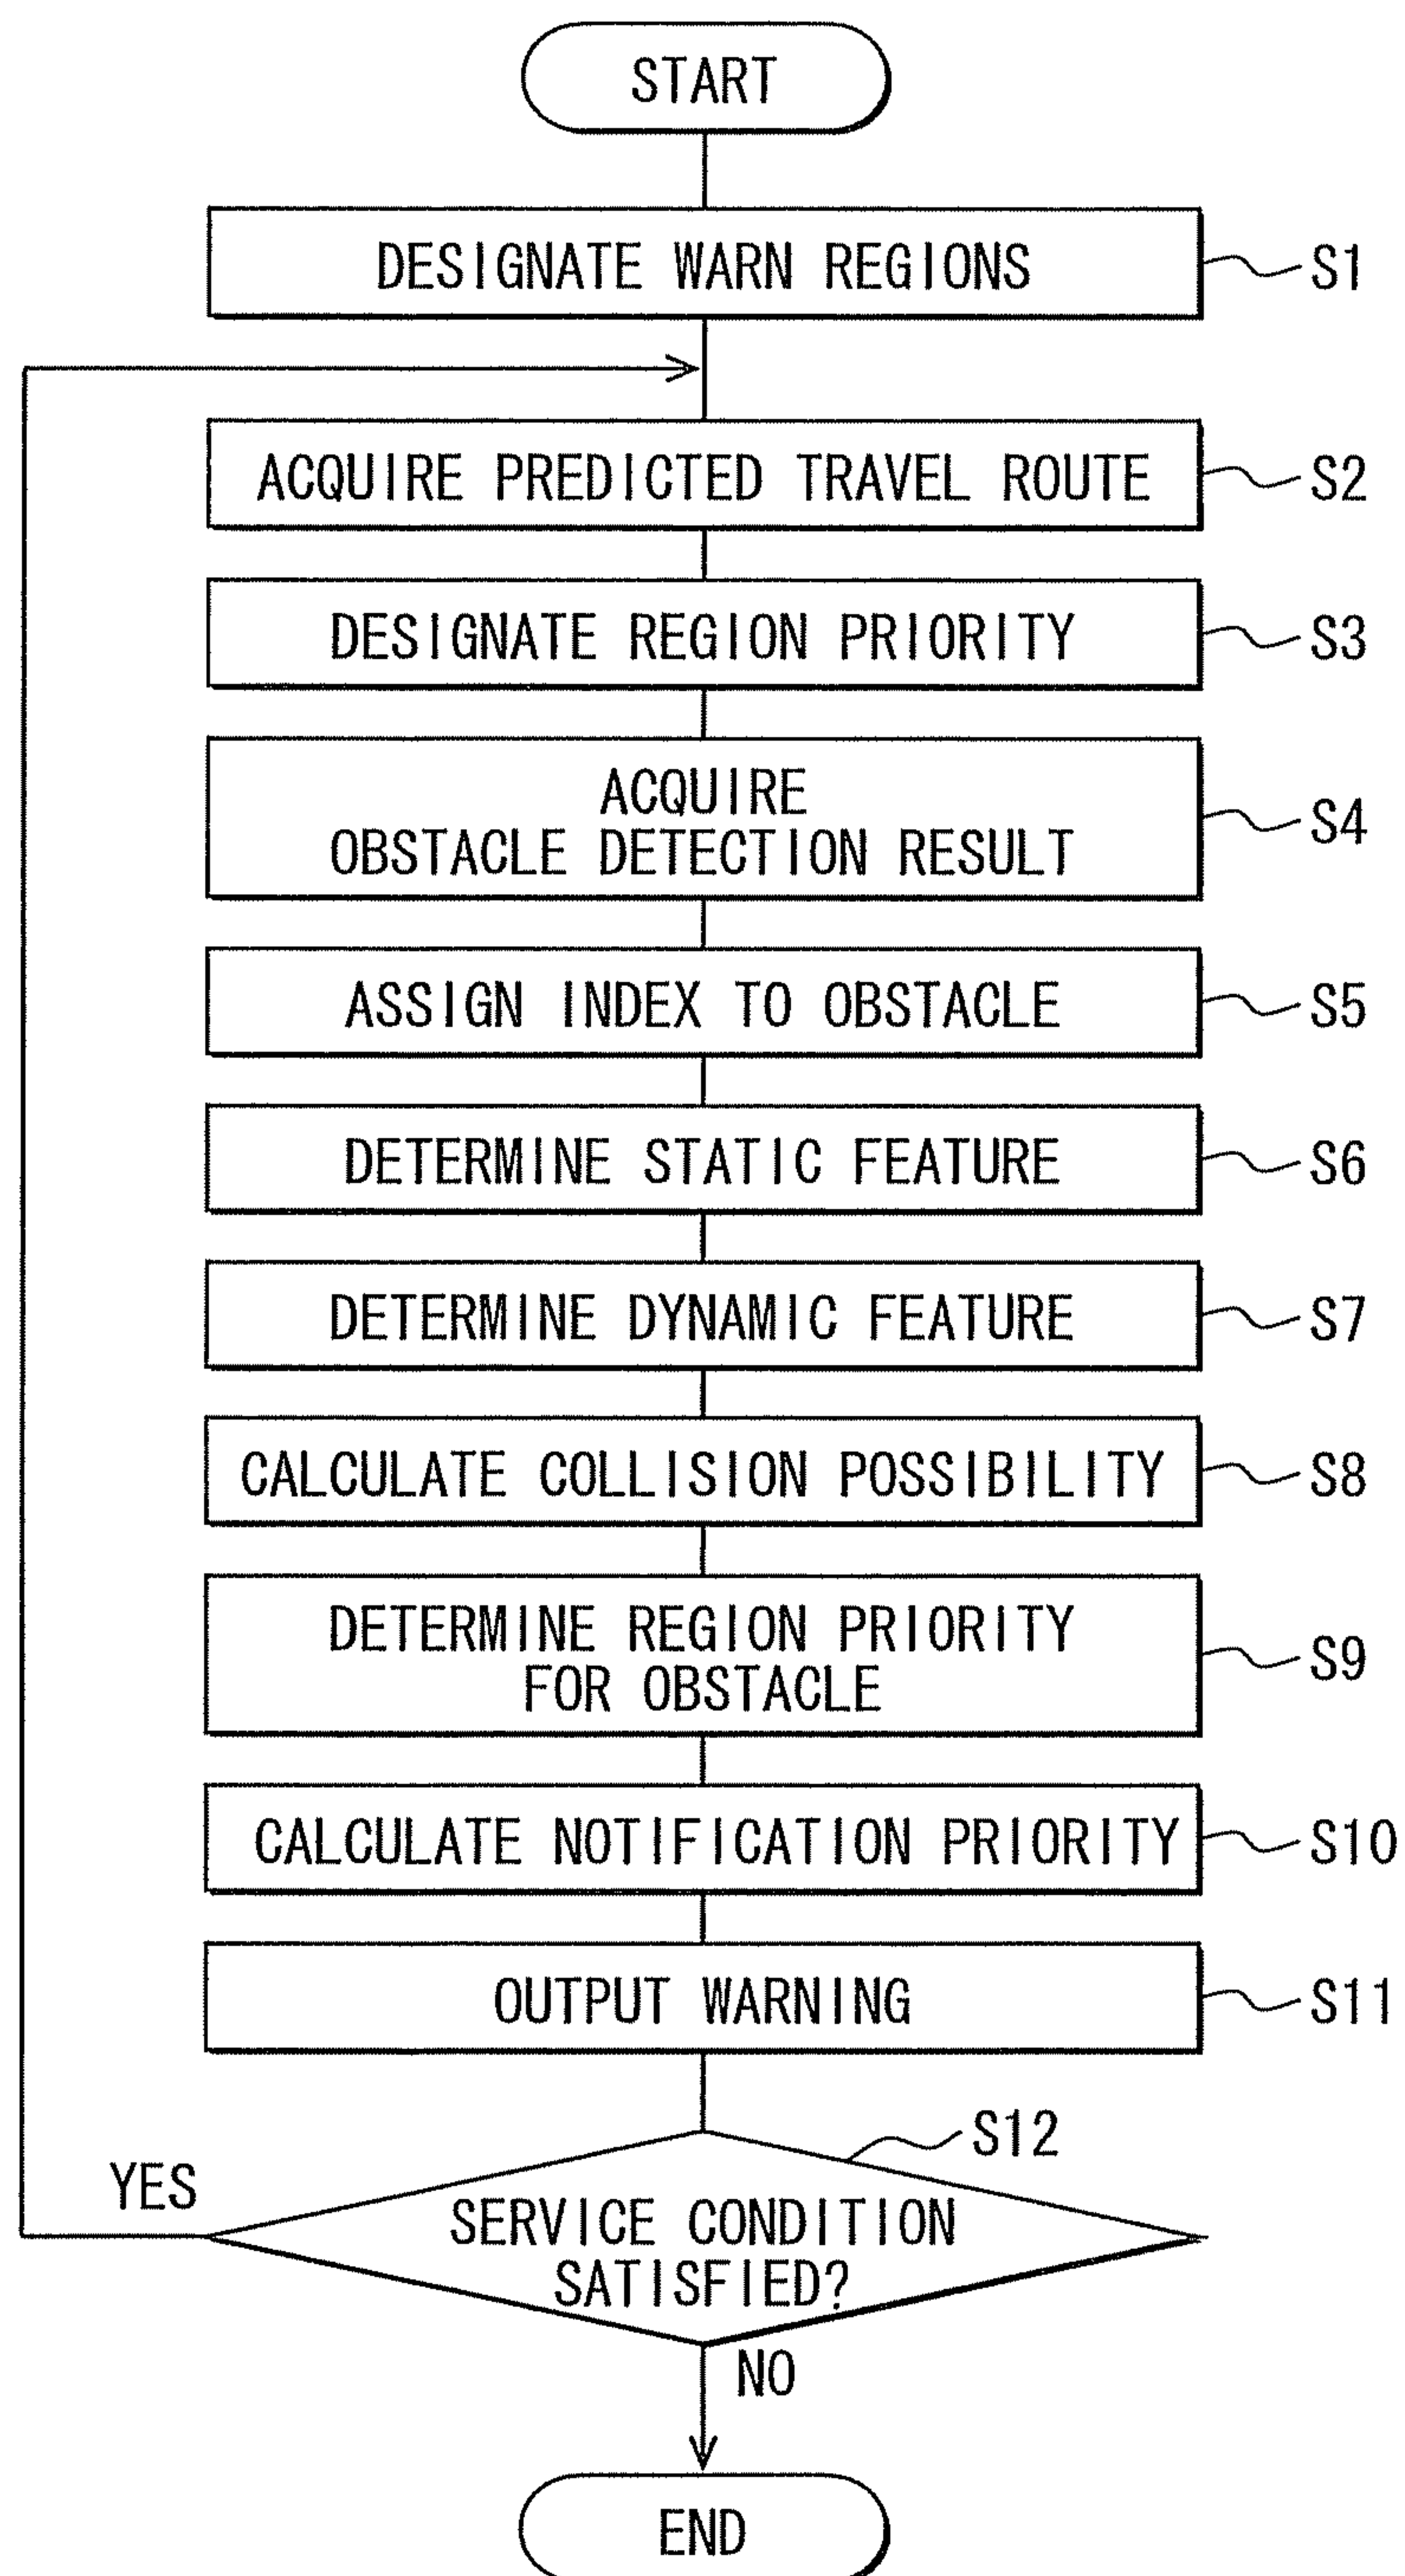 START
DESIGNATE WARN REGIONS
S1
ACQUIRE PREDICTED TRAVEL ROUTE
S2
DESIGNATE REGION PRIORITY
S3
ACQUIRE
OBSTACLE DETECTION RESULT
S4
ASSIGN INDEX TO OBSTACLE
S5
DETERMINE STATIC FEATURE
S6
DETERMINE DYNAMIC FEATURE
S7
CALCULATE COLLISION POSSIBILITY
S8
DETERMINE REGION PRIORITY
FOR OBSTACLE
S9
CALCULATE NOTIFICATION PRIORITY
S10
OUTPUT WARNING
S11
S12
YES
SERVICE CONDITION
SATISFIED?
NO
END